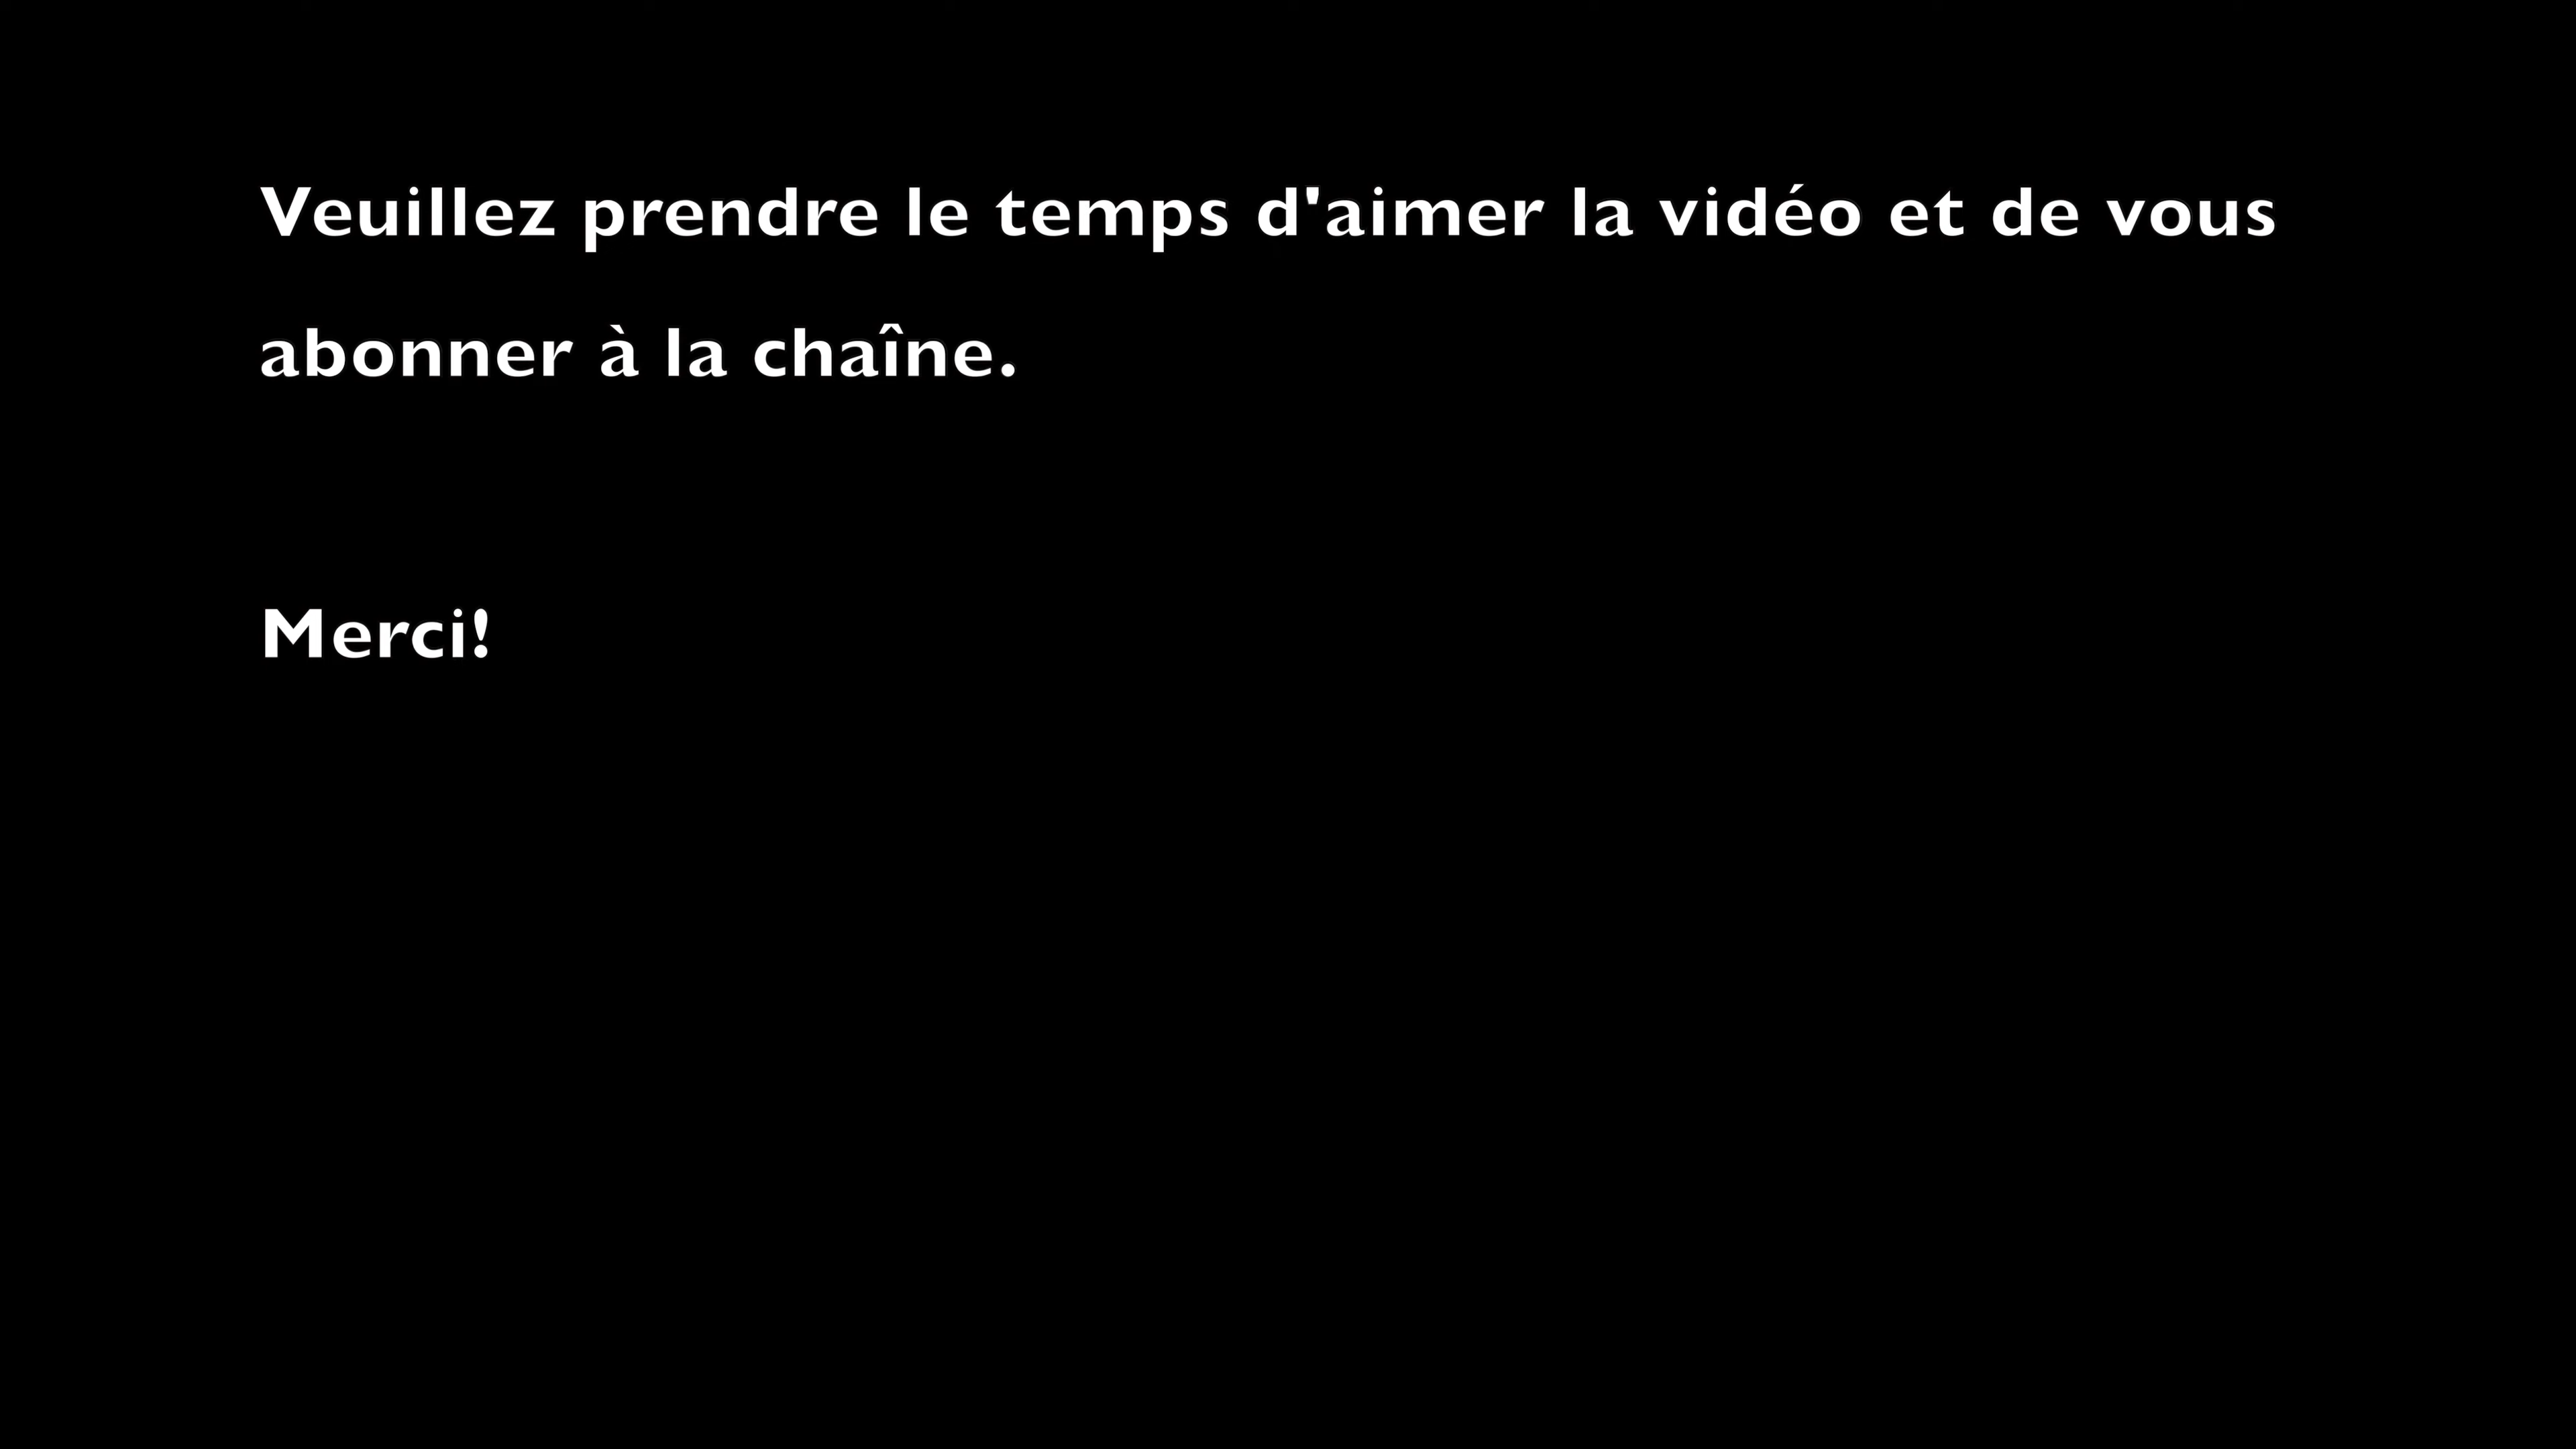 Veuillez prendre le temps d'aimer la vidéo et de vous
abonner à la chaîne.
Merci!